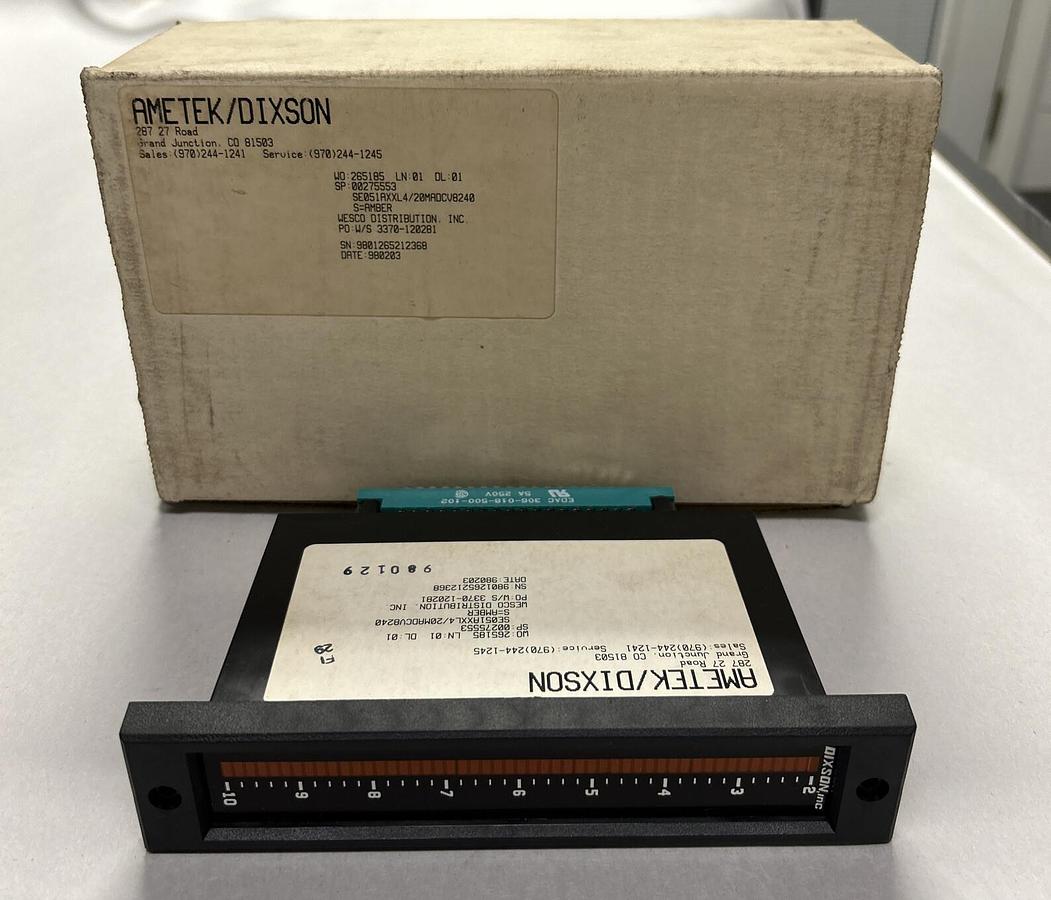 AMETEK/DIXSON
287 27 Road
Grand Junction, CO 81503
Sales:(970)244-1241 Service:(970)244-1245
WO:265185 LN:01 DL:01
SP:00275553
SE051AXXL4/20MADCV8240
S=AMBER
WESCO DISTRIBUTION, INC.
PO:W/S 3370-120281
SN:9801265212368
DATE:980203
EDAC 306-018-500-102
5A 250V
AMETEK/DIXSON
287 27 Road
Grand Junction, CO 81503
Sales:(970)244-1241 Service:(970)244-1245
WO:265185 LN:01 DL:01
SP:00275553
SE051AXXL4/20MADCV8240
S=AMBER
WESCO DISTRIBUTION, INC
PO:W/S 3370-120281
SN:9801265212368
DATE:980203
980129
FI
29
DIXSON, INC
-10 -9 -8 -7 -6 -5 -4 -3 -2